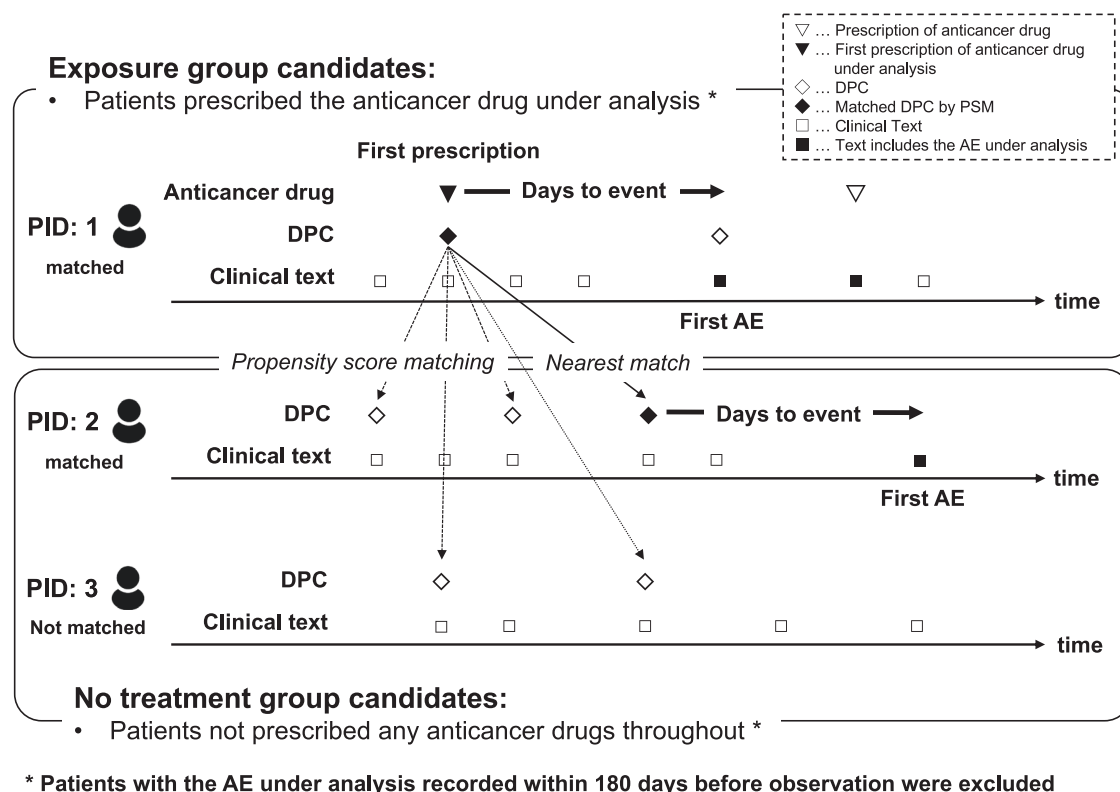 ▽ … Prescription of anticancer drug
▼ … First prescription of anticancer drug
under analysis
◇ … DPC
◆ … Matched DPC by PSM
□ … Clinical Text
■ … Text includes the AE under analysis
Exposure group candidates:
• Patients prescribed the anticancer drug under analysis *
First prescription
Anticancer drug
Days to event
PID: 1
matched
DPC
Clinical text
time
First AE
Propensity score matching
Nearest match
PID: 2
matched
DPC
Days to event
Clinical text
time
First AE
PID: 3
Not matched
DPC
Clinical text
time
No treatment group candidates:
• Patients not prescribed any anticancer drugs throughout *
* Patients with the AE under analysis recorded within 180 days before observation were excluded